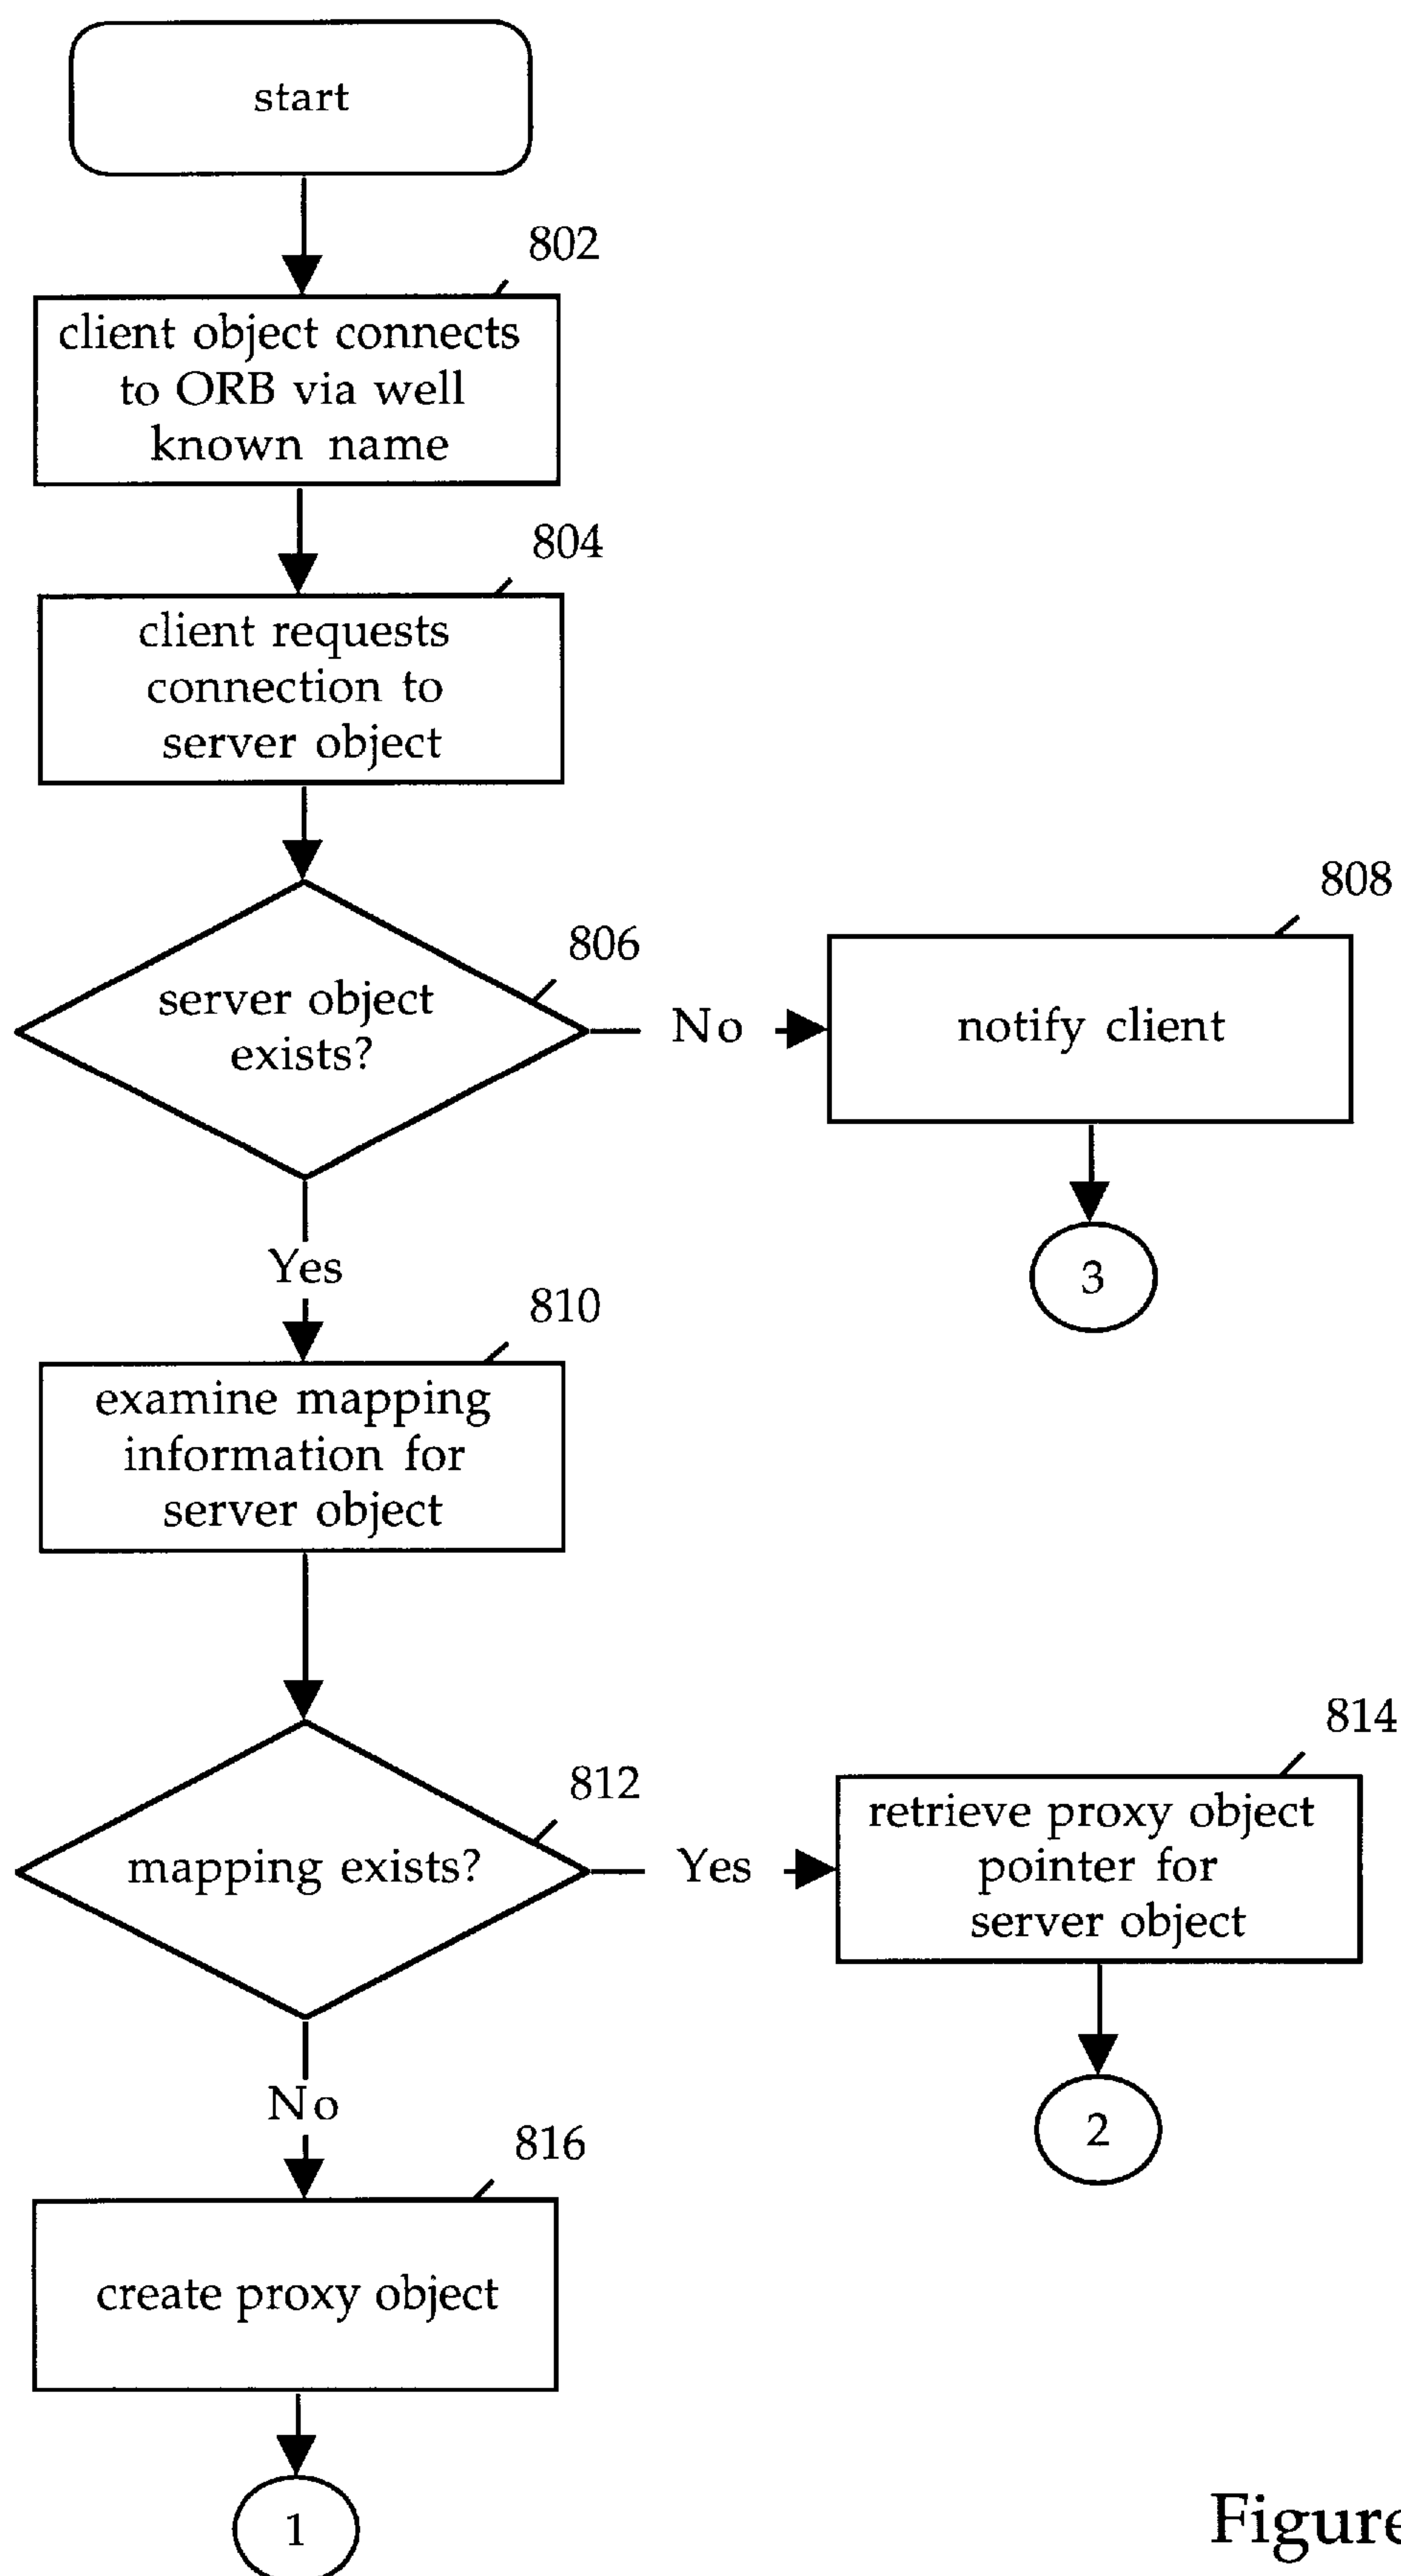 start
802
client object connects
to ORB via well
known name
804
client requests
connection to
server object
806
server object
exists?
No
808
notify client
3
Yes
810
examine mapping
information for
server object
812
mapping exists?
Yes
814
retrieve proxy object
pointer for
server object
2
No
816
create proxy object
1
Figure